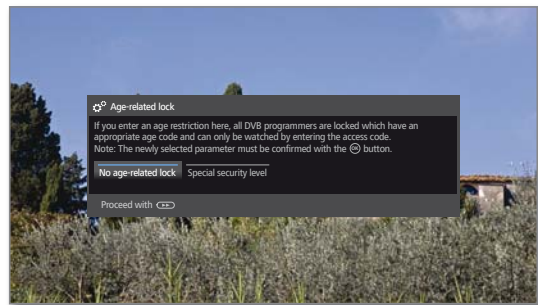 Age-related lock
If you enter an age restriction here, all DVB programmers are locked which have an
appropriate age code and can only be watched by entering the access code.
Note: The newly selected parameter must be confirmed with the OK button.
No age-related lock Special security level
Proceed with